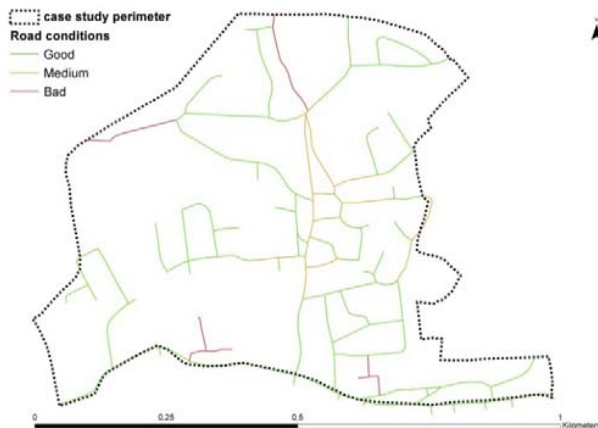 case study perimeter
Road conditions
Good
Medium
Bad
0 0.25 0.5 1
Kilometers